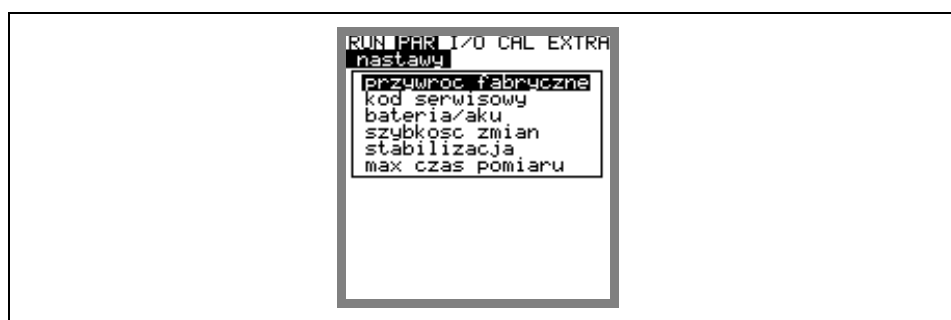 RUN PAR I/O CAL EXTRA
nastawy
przywroc fabryczne
kod serwisowy
bateria/aku
szybkosc zmian
stabilizacja
max czas pomiaru